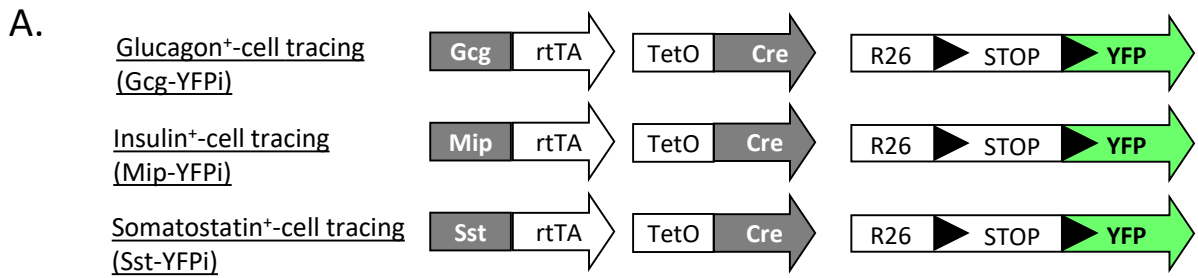 A.
Glucagon⁺-cell tracing
(Gcg-YFPi)
Gcg rtTA TetO Cre R26 STOP YFP
Insulin⁺-cell tracing
(Mip-YFPi)
Mip rtTA TetO Cre R26 STOP YFP
Somatostatin⁺-cell tracing
(Sst-YFPi)
Sst rtTA TetO Cre R26 STOP YFP